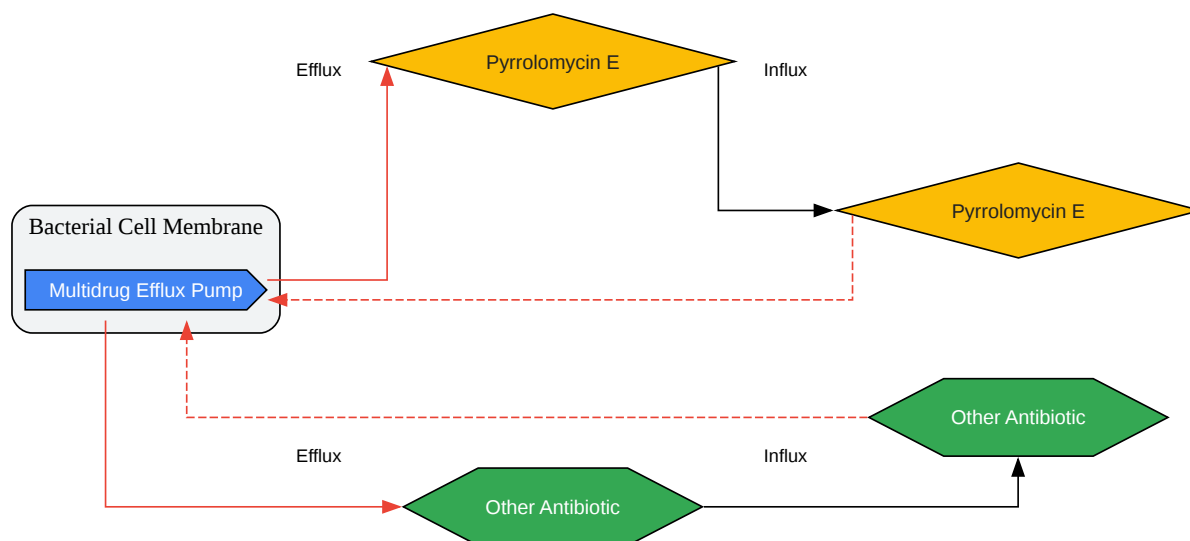 Efflux
Pyrrolomycin E
Influx
Pyrrolomycin E
Bacterial Cell Membrane
Multidrug Efflux Pump
Other Antibiotic
Efflux
Influx
Other Antibiotic